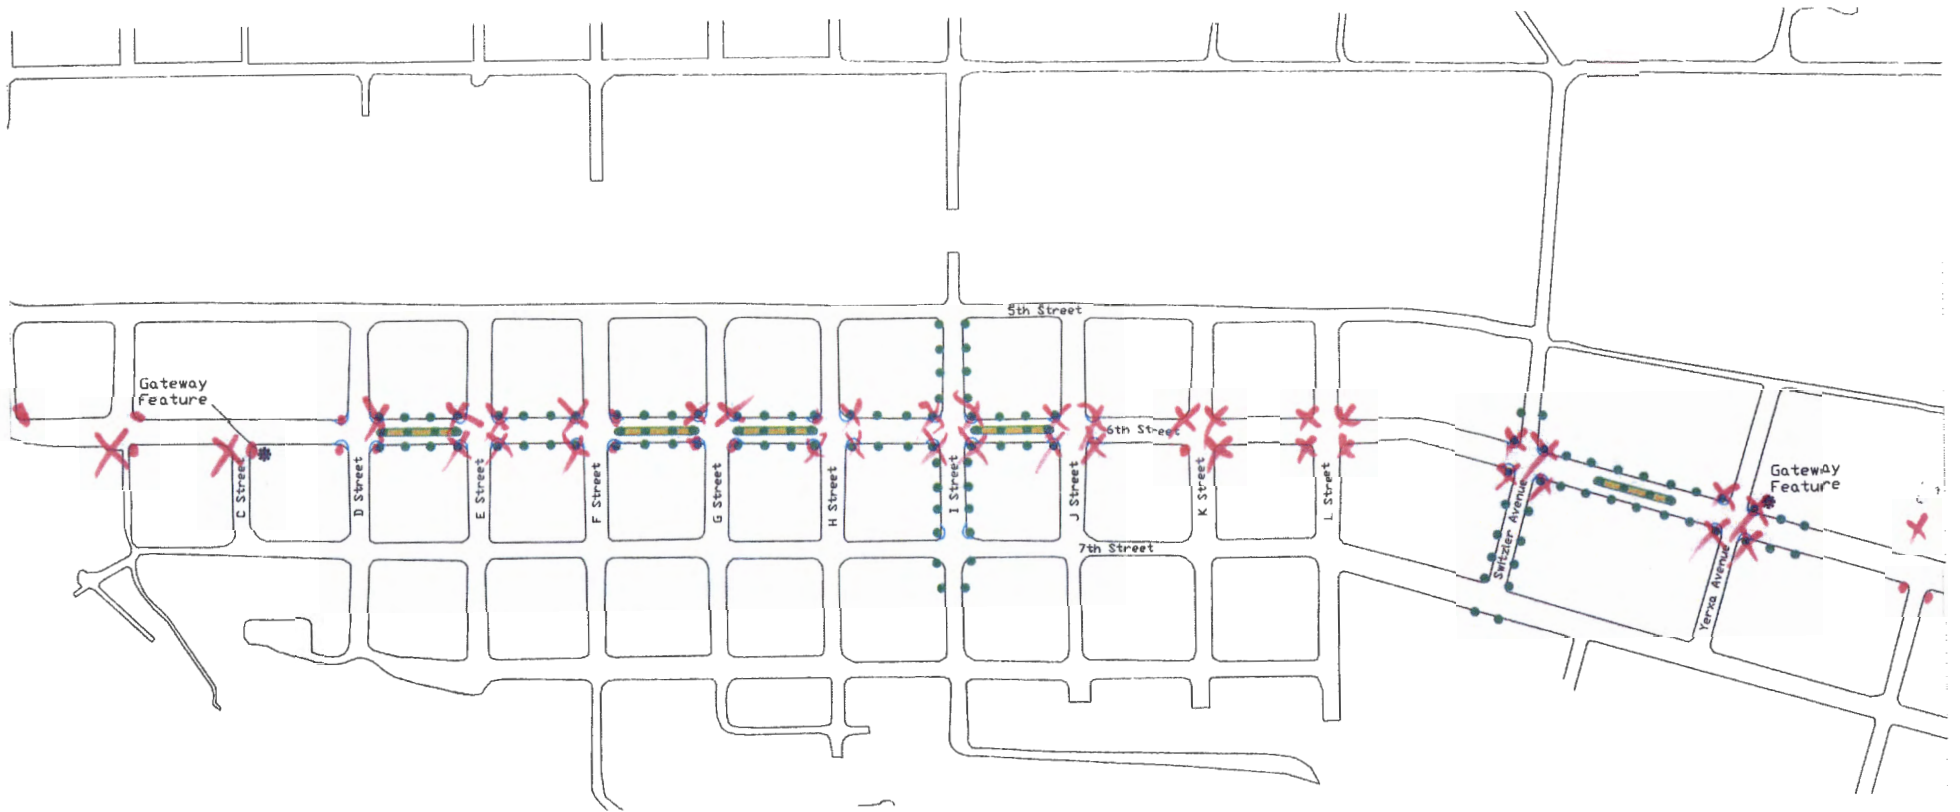 5th Street
Gateway
Feature
6th Street
C Street
D Street
E Street
F Street
G Street
H Street
I Street
J Street
K Street
L Street
Switzler Avenue
Yerxa Avenue
Gateway
Feature
7th Street